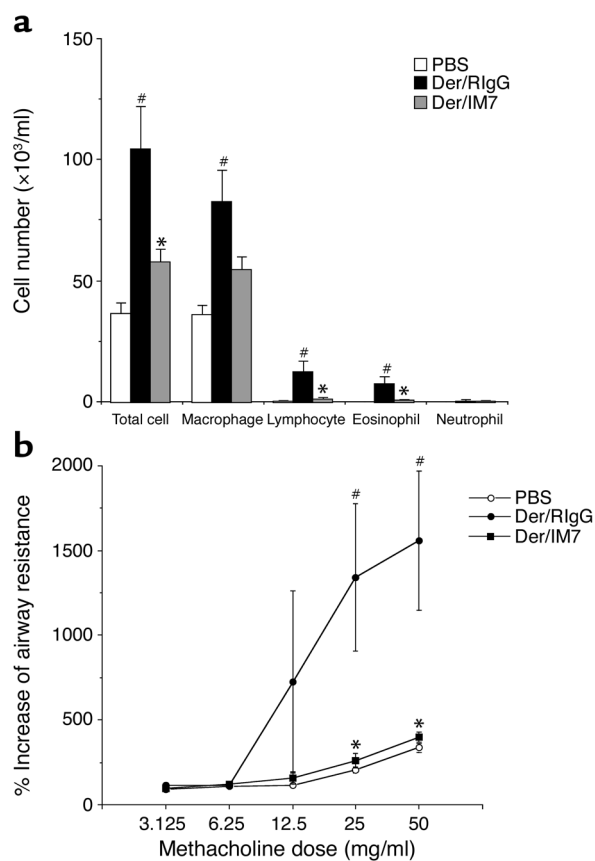 a
150
100
50
0
Cell number (×10³/ml)
PBS
Der/RIgG
Der/IM7
#
*
#
#
*
#
*
Total cell Macrophage Lymphocyte Eosinophil Neutrophil
b
2000
1500
1000
500
0
% Increase of airway resistance
PBS
Der/RIgG
Der/IM7
#
#
*
*
3.125 6.25 12.5 25 50
Methacholine dose (mg/ml)